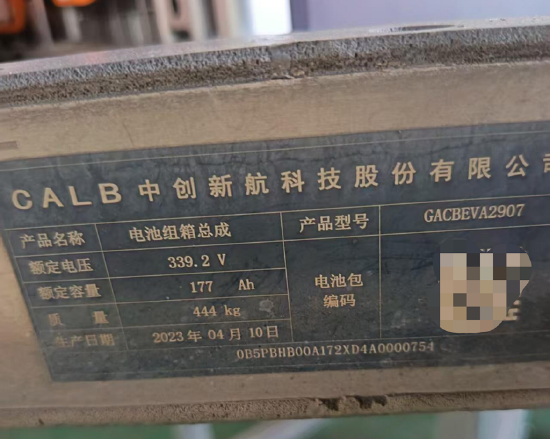 CALB 中创新航科技股份有限公司
产品名称 电池组箱总成 产品型号 GACBEVA2907
额定电压 339.2 V
额定容量 177 Ah 电池包
编码
质量 444 kg
生产日期 2023 年 04 月 10日
0B5PBHB00A172XD4A0000754